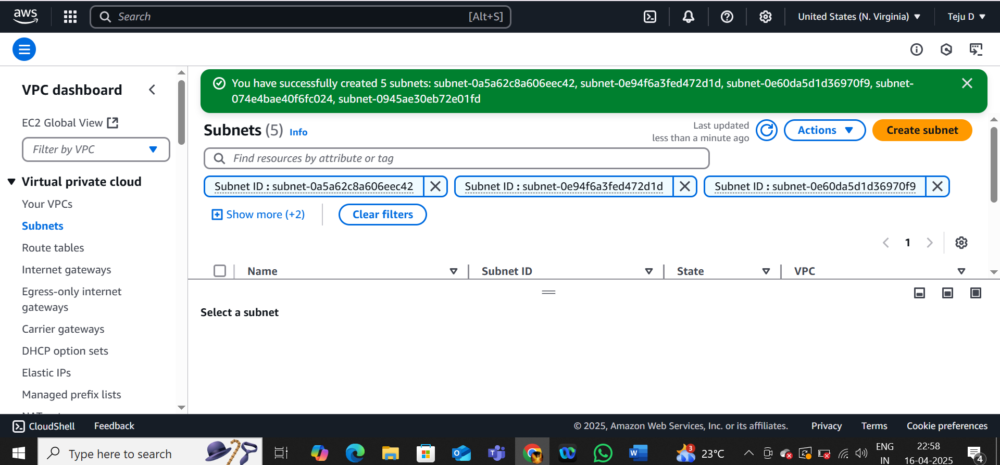 aws
Search [Alt+S]
United States (N. Virginia)
Teju D
VPC dashboard
EC2 Global View
Filter by VPC
Virtual private cloud
Your VPCs
Subnets
Route tables
Internet gateways
Egress-only internet
gateways
Carrier gateways
DHCP option sets
Elastic IPs
Managed prefix lists
You have successfully created 5 subnets: subnet-0a5a62c8a606eec42, subnet-0e94f6a3fed472d1d, subnet-0e60da5d1d36970f9, subnet-
074e4bae40f6fc024, subnet-0945ae30eb72e01fd
Subnets (5) Info
Last updated
less than a minute ago
Actions
Create subnet
Find resources by attribute or tag
Subnet ID : subnet-0a5a62c8a606eec42
Subnet ID : subnet-0e94f6a3fed472d1d
Subnet ID : subnet-0e60da5d1d36970f9
Show more (+2)
Clear filters
1
Name
Subnet ID
State
VPC
Select a subnet
CloudShell
Feedback
© 2025, Amazon Web Services, Inc. or its affiliates.
Privacy
Terms
Cookie preferences
Type here to search
3
23°C
ENG
IN
22:58
16-04-2025
4